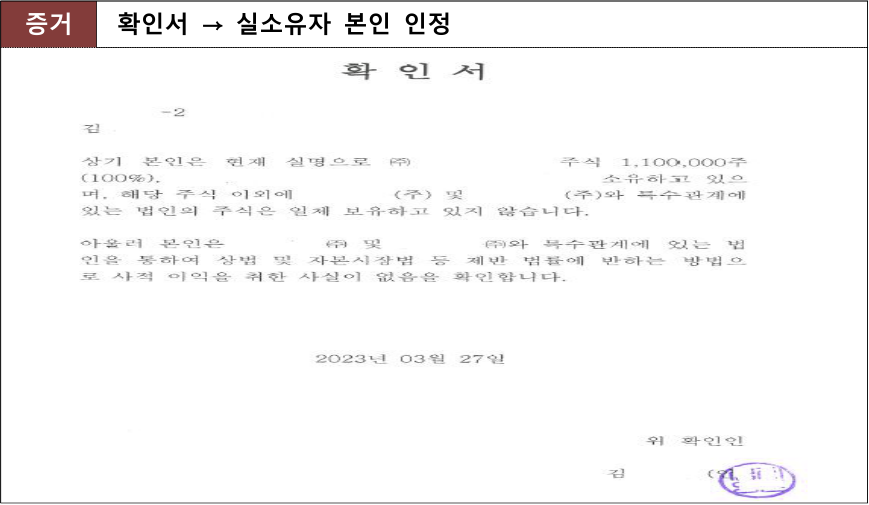 증거 확인서 → 실소유자 본인 인정
확 인 서
-2
김
상기 본인은 현재 실명으로 ㈜ 주식 1,100,000주
(100%), 소유하고 있으
며, 해당 주식 이외에 (주) 및 (주)와 특수관계에
있는 법인의 주식은 일체 보유하고 있지 않습니다.
아울러 본인은 ㈜ 및 ㈜와 특수관계에 있는 법
인을 통하여 상법 및 자본시장법 등 제반 법률에 반하는 방법으
로 사적 이익을 취한 사실이 없음을 확인합니다.
2023년 03월 27일
위 확인인
김 (인